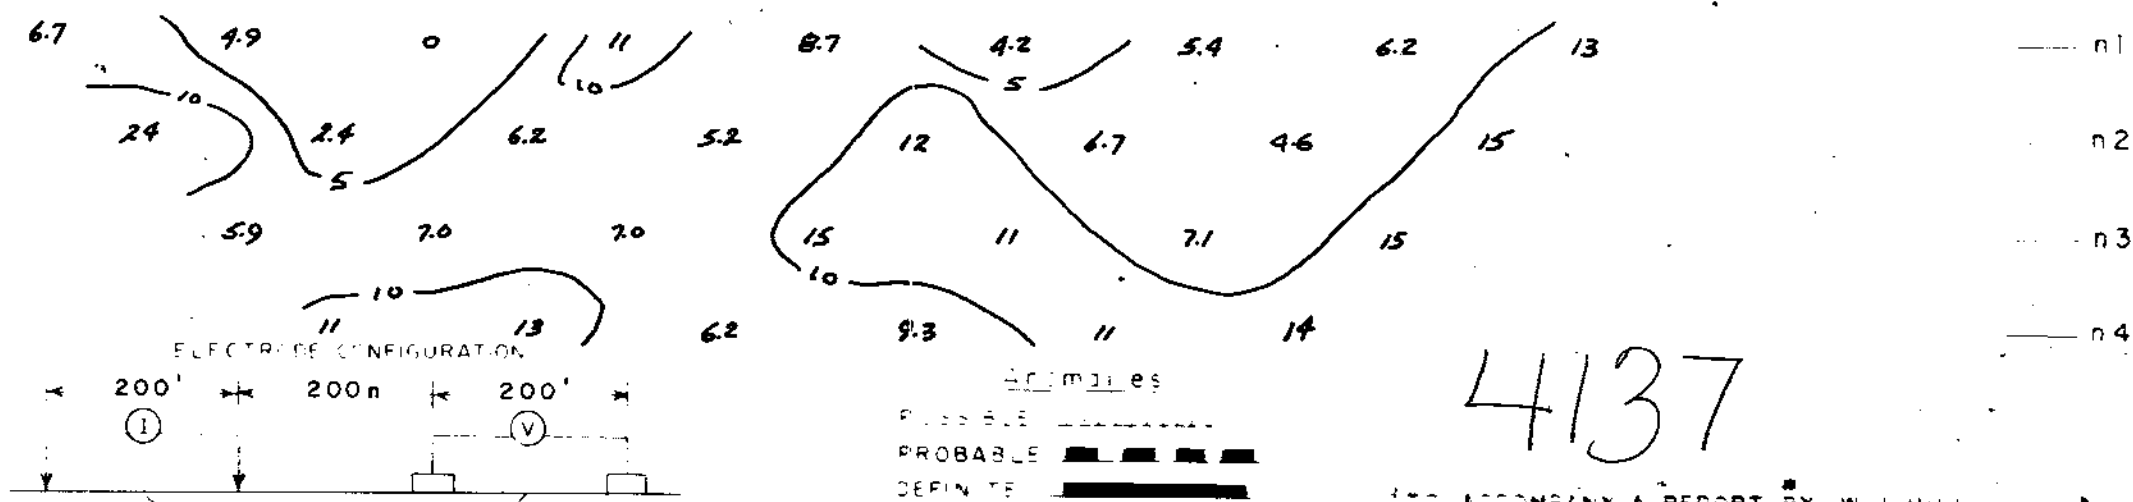 6.7 4.9 0 11 8.7 4.2 5.4 6.2 13 n1
10 10 5
24 2.4 6.2 5.2 12 6.7 4.6 15 n2
5
5.9 7.0 7.0 15 11 7.1 15 n3
10 10
11 13 6.2 9.3 11 14 n4
ELECTRODE CONFIGURATION
200' 200n 200'
I V
Anomalies
POSSIBLE
PROBABLE
DEFINITE
4137
ACCOMPANY A REPORT BY